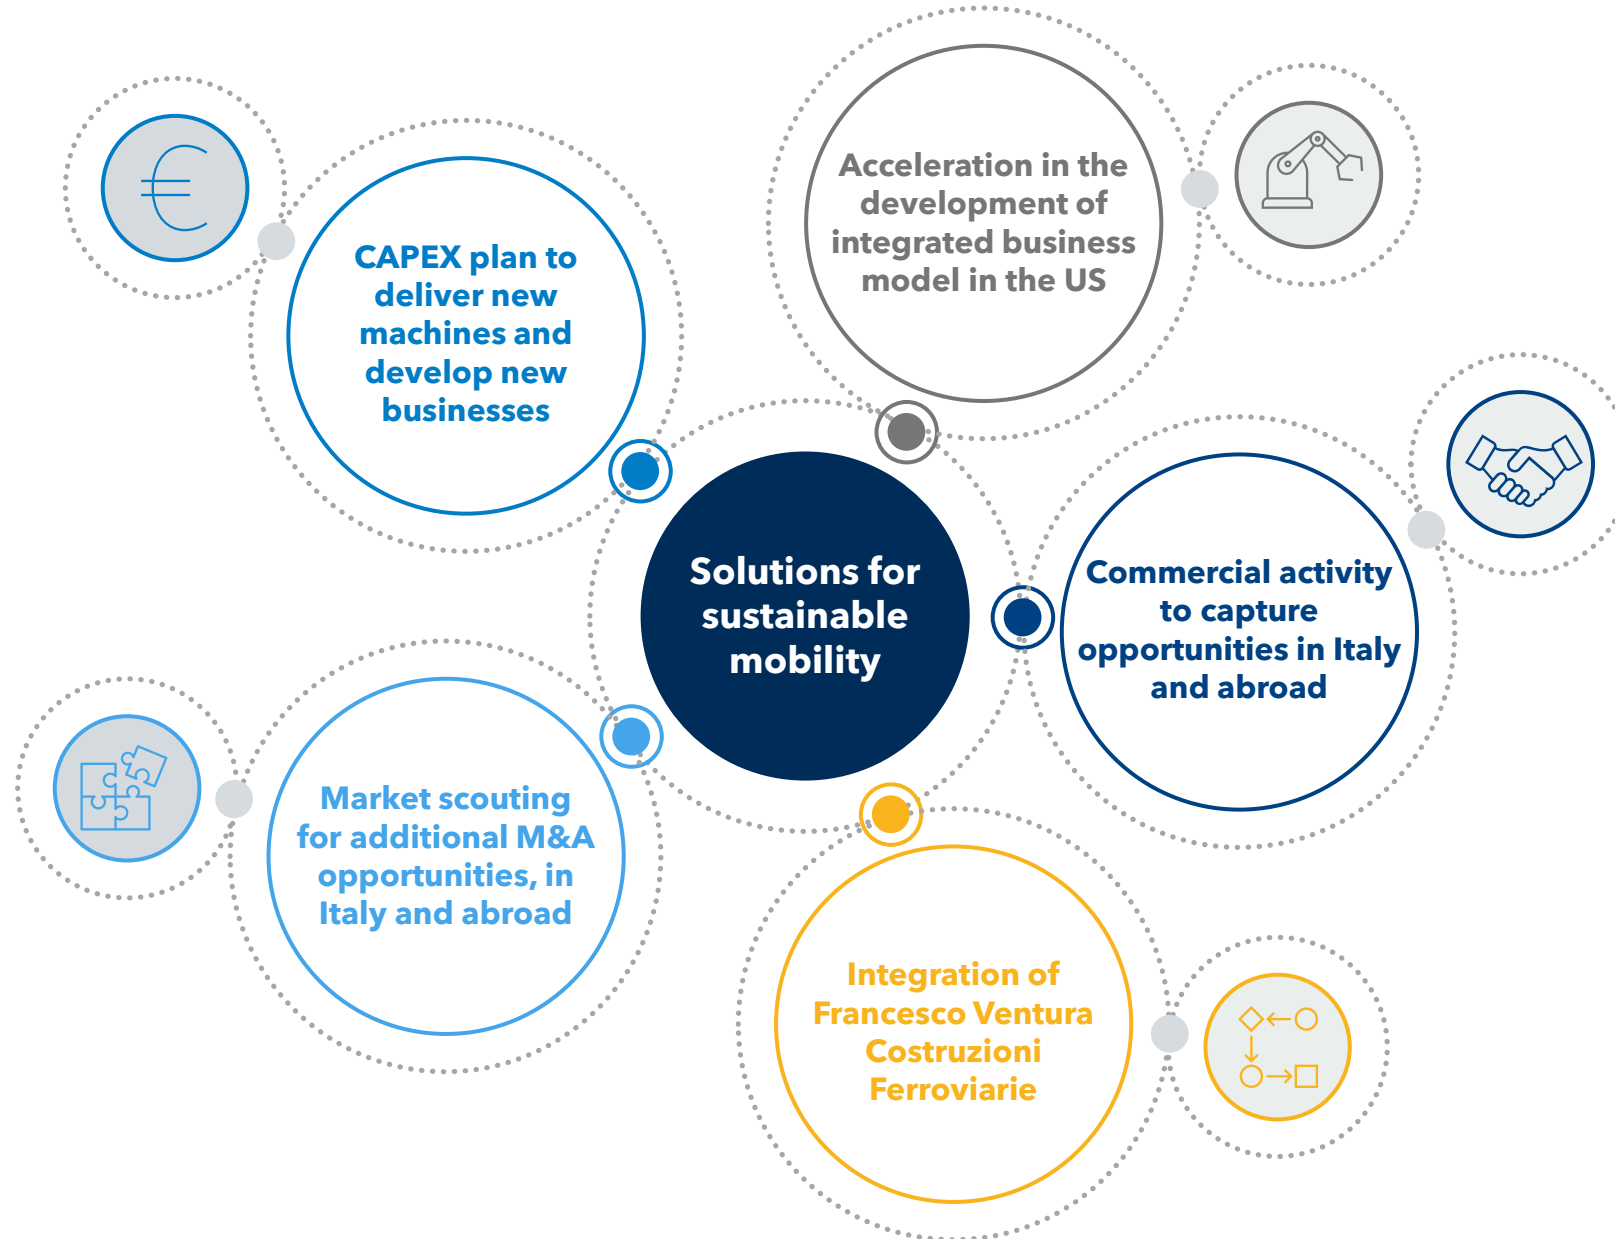 Acceleration in the
development of
integrated business
model in the US
CAPEX plan to
deliver new
machines and
develop new
businesses
Solutions for
sustainable
mobility
Commercial activity
to capture
opportunities in Italy
and abroad
Market scouting
for additional M&A
opportunities, in
Italy and abroad
Integration of
Francesco Ventura
Costruzioni
Ferroviarie